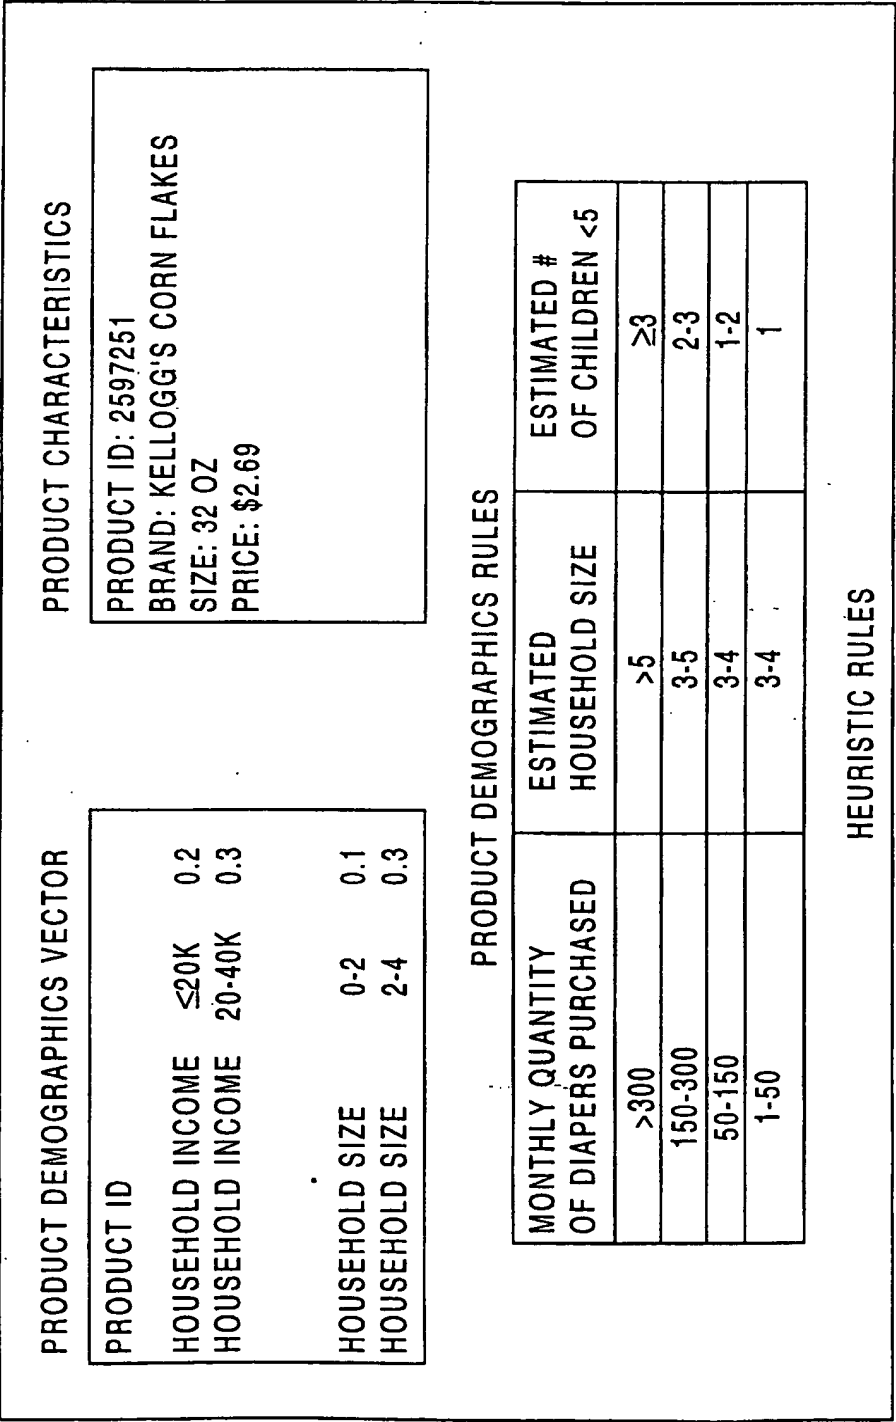 PRODUCT DEMOGRAPHICS VECTOR
PRODUCT ID
HOUSEHOLD INCOME ≤20K 0.2
HOUSEHOLD INCOME 20-40K 0.3
HOUSEHOLD SIZE 0-2 0.1
HOUSEHOLD SIZE 2-4 0.3
PRODUCT CHARACTERISTICS
PRODUCT ID: 2597251
BRAND: KELLOGG'S CORN FLAKES
SIZE: 32 OZ
PRICE: $2.69
PRODUCT DEMOGRAPHICS RULES
MONTHLY QUANTITY ESTIMATED ESTIMATED #
OF DIAPERS PURCHASED HOUSEHOLD SIZE OF CHILDREN <5
>300 >5 ≥3
150-300 3-5 2-3
50-150 3-4 1-2
1-50 3-4 1
HEURISTIC RULES